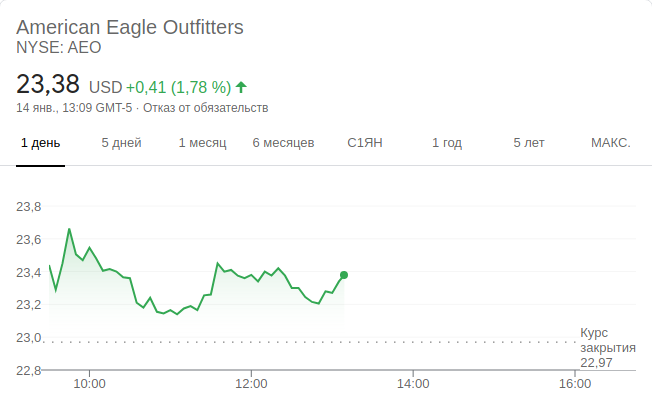 American Eagle Outfitters
NYSE: AEO
23,38 USD +0,41 (1,78 %)
14 янв., 13:09 GMT-5 · Отказ от обязательств
1 день 5 дней 1 месяц 6 месяцев С1ЯН 1 год 5 лет МАКС.
23,8
23,6
23,4
23,2
23,0
Курс
закрытия
22,97
22,8
10:00 12:00 14:00 16:00